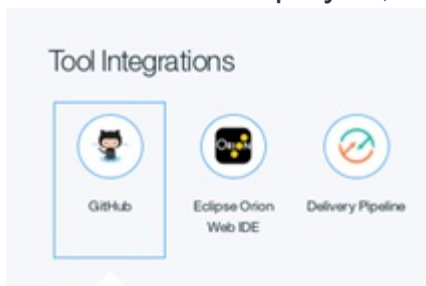 Tool Integrations
GitHub
Eclipse Orion
Web IDE
Delivery Pipeline